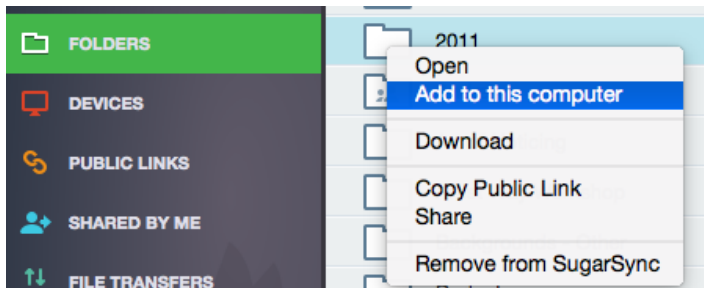 FOLDERS
DEVICES
PUBLIC LINKS
SHARED BY ME
FILE TRANSFERS
2011
Open
Add to this computer
Download
Copy Public Link
Share
Remove from SugarSync